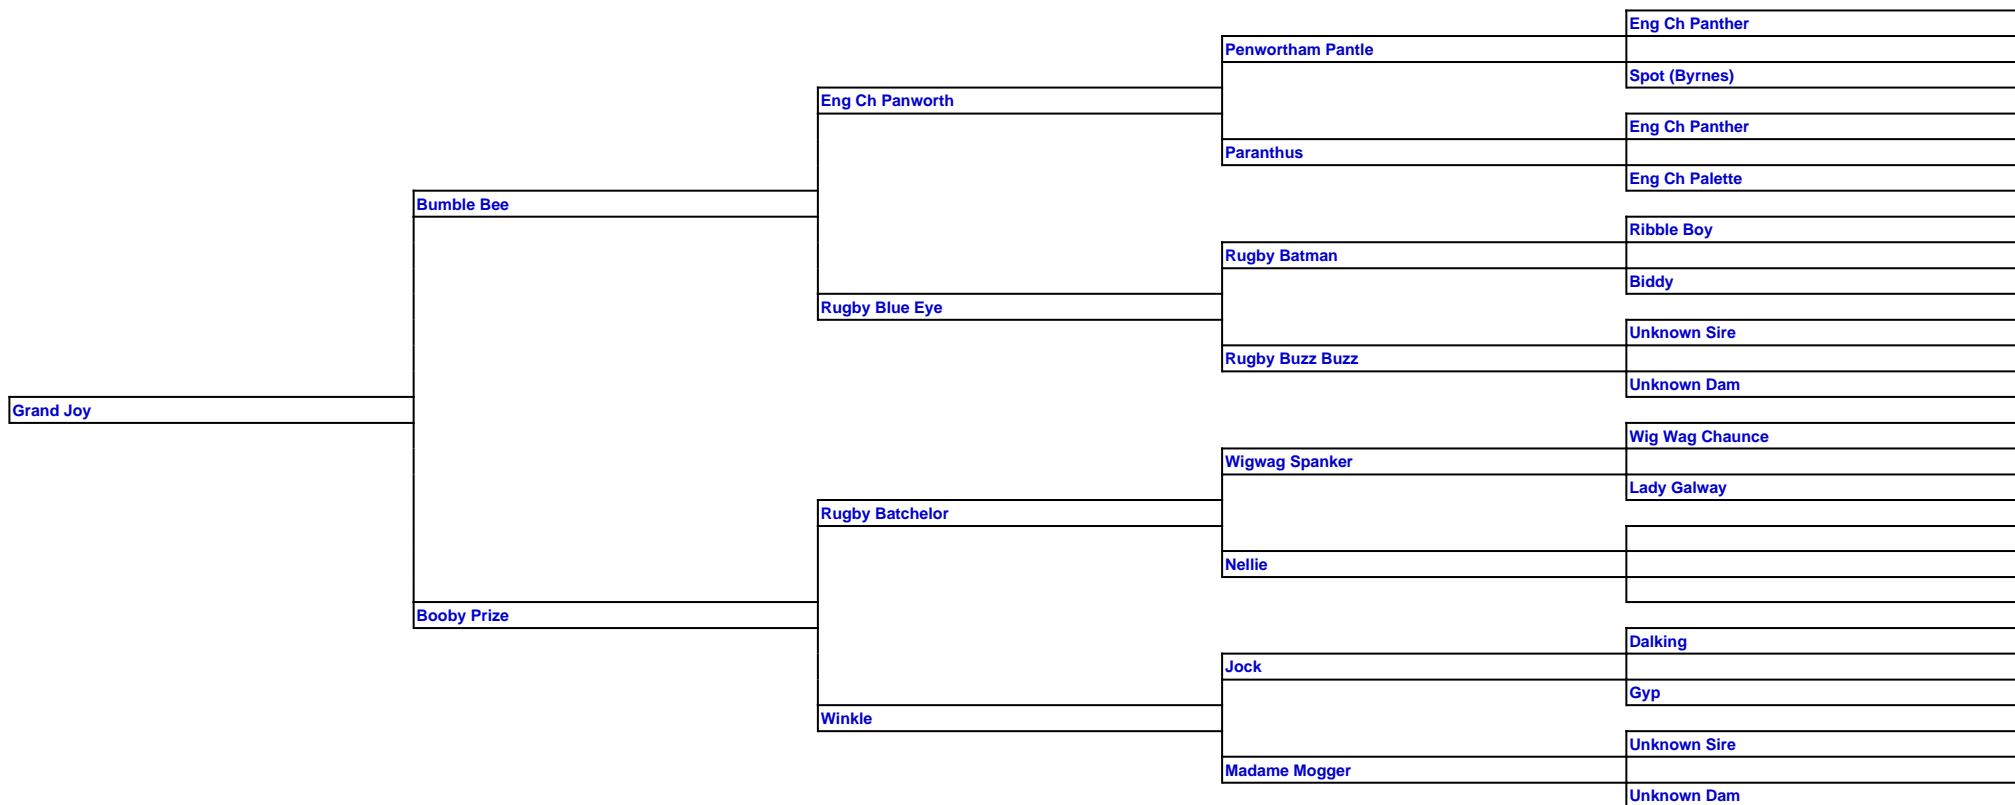 Eng Ch Panther
Penwortham Pantle
Spot (Byrnes)
Eng Ch Panworth
Eng Ch Panther
Paranthus
Eng Ch Palette
Bumble Bee
Ribble Boy
Rugby Batman
Biddy
Rugby Blue Eye
Unknown Sire
Rugby Buzz Buzz
Unknown Dam
Grand Joy
Wig Wag Chaunce
Wigwag Spanker
Lady Galway
Rugby Batchelor
Nellie
Booby Prize
Dalking
Jock
Gyp
Winkle
Unknown Sire
Madame Mogger
Unknown Dam